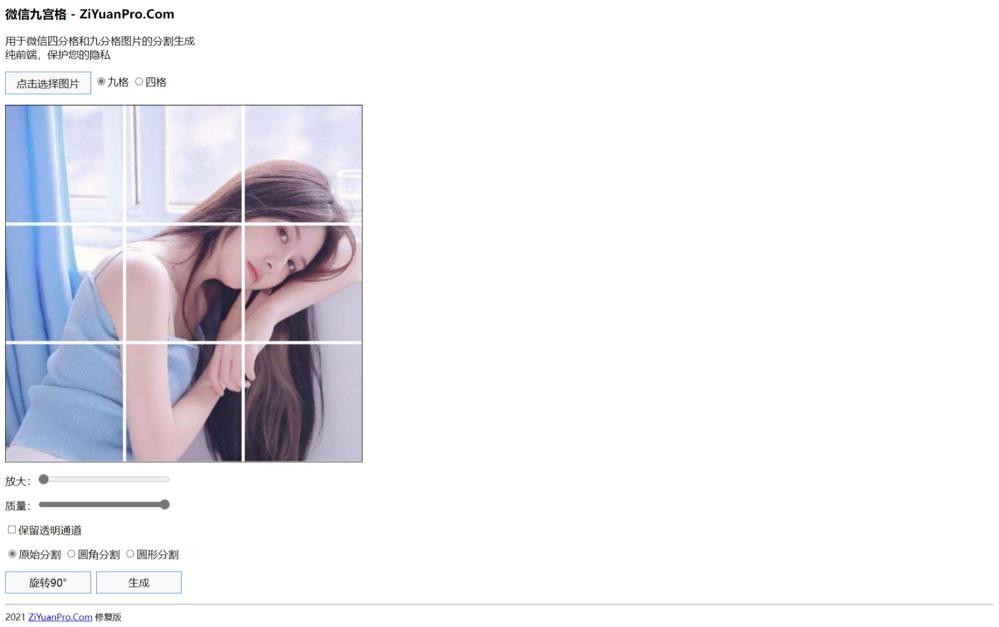 微信九宫格 - ZiYuanPro.Com
用于微信四分格和九分格图片的分割生成
纯前端，保护您的隐私
点击选择图片 九格 四格
放大：
质量：
保留透明通道
原始分割 圆角分割 圆形分割
旋转90° 生成
2021 ZiYuanPro.Com 修复版